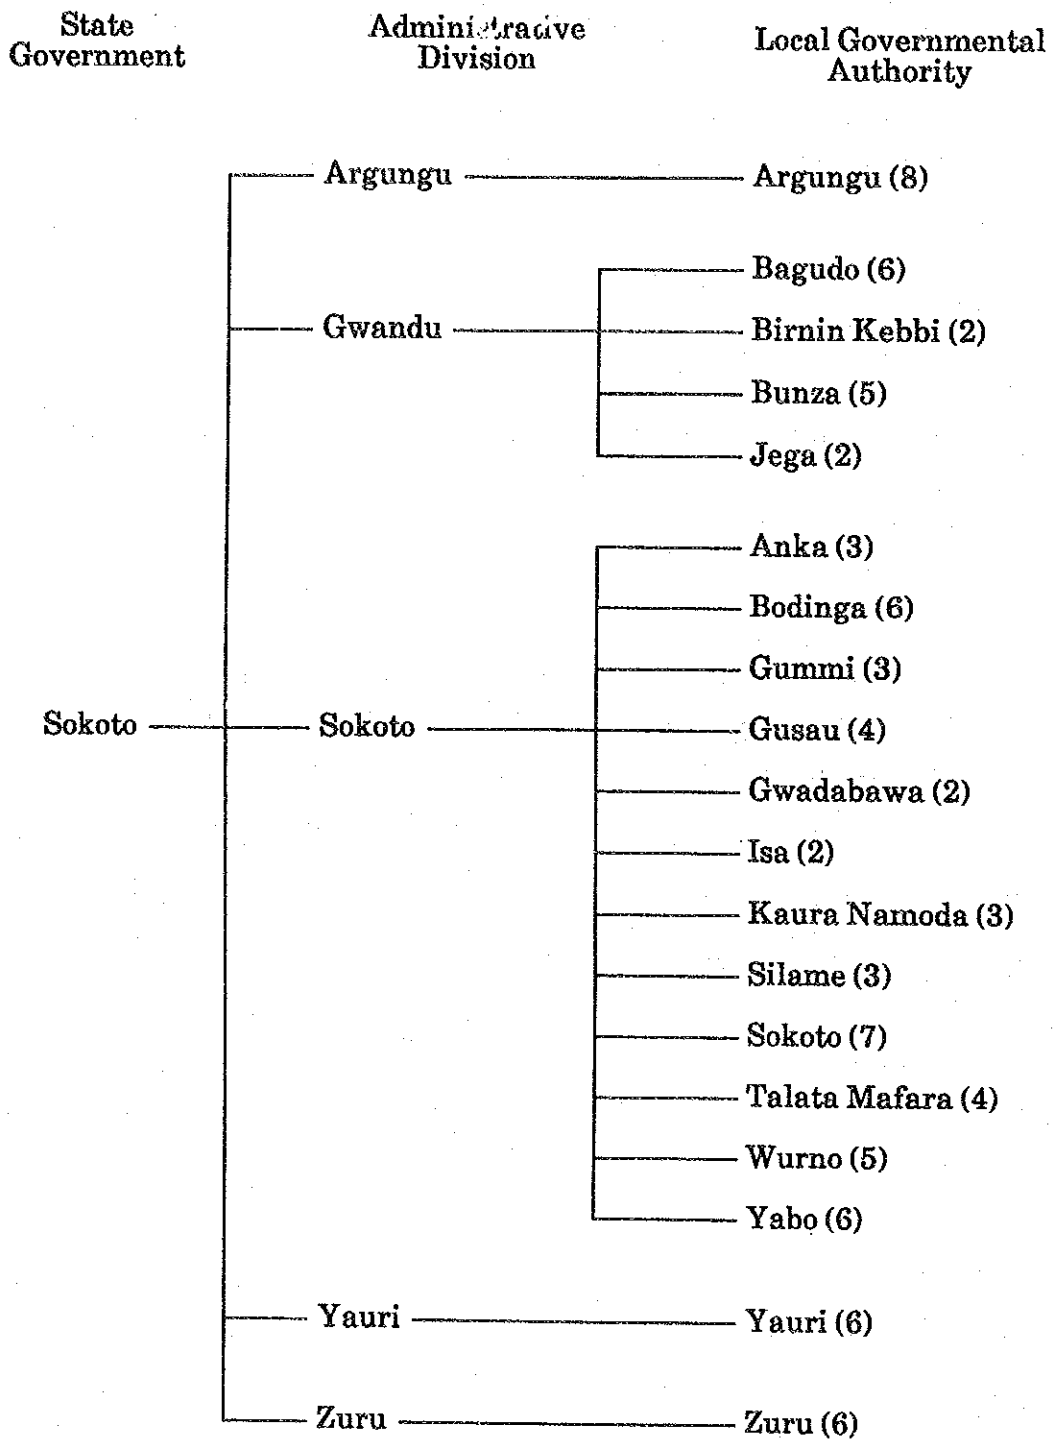 State
Government
Administrative
Division
Local Governmental
Authority
Argungu
Argungu (8)
Bagudo (6)
Gwandu
Birnin Kebbi (2)
Bunza (5)
Jega (2)
Anka (3)
Bodinga (6)
Gummi (3)
Sokoto
Sokoto
Gusau (4)
Gwadabawa (2)
Isa (2)
Kaura Namoda (3)
Silame (3)
Sokoto (7)
Talata Mafara (4)
Wurno (5)
Yabo (6)
Yauri
Yauri (6)
Zuru
Zuru (6)